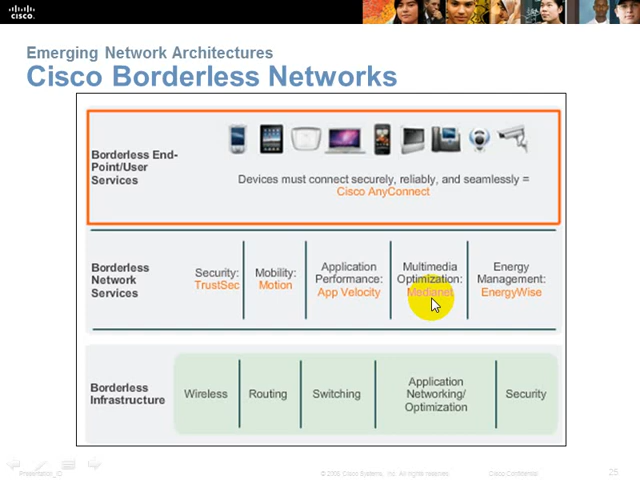 CISCO.
Emerging Network Architectures
Cisco Borderless Networks
Borderless End-
Point/User
Services
Devices must connect securely, reliably, and seamlessly =
Cisco AnyConnect
Borderless
Network
Services
Security:
TrustSec
Mobility:
Motion
Application
Performance:
App Velocity
Multimedia
Optimization:
Medianet
Energy
Management:
EnergyWise
Borderless
Infrastructure
Wireless
Routing
Switching
Application
Networking/
Optimization
Security
Presentation_ID
Cisco Systems, Inc. All rights reserved.
Cisco Confidential
25